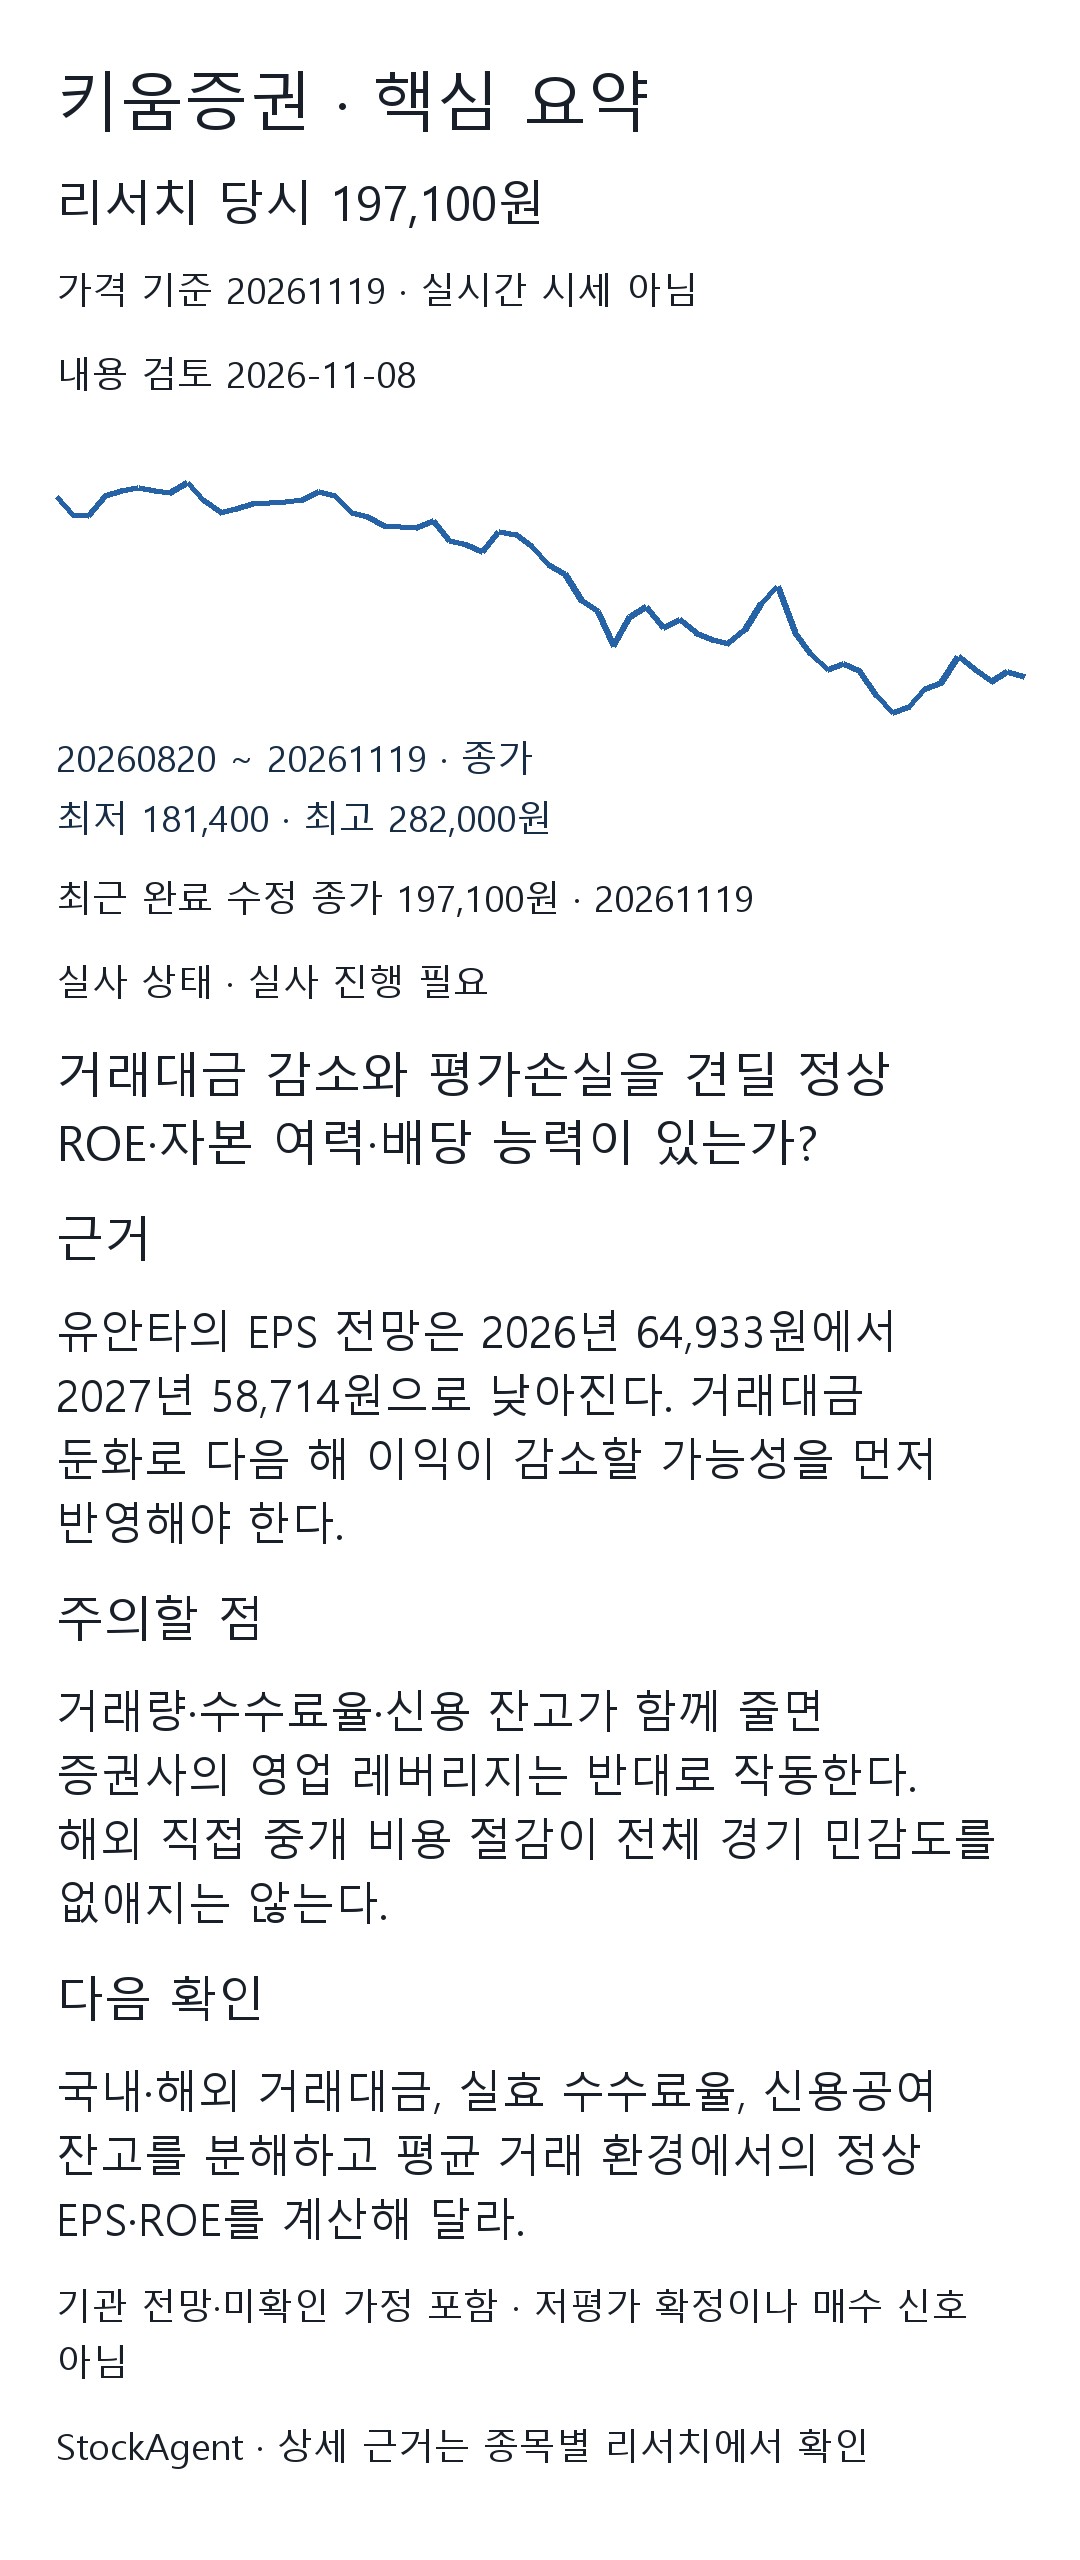 키움증권 · 핵심 요약
리서치 당시 197,100원
가격 기준 20261119 · 실시간 시세 아님
내용 검토 2026-11-08
20260820 ~ 20261119 · 종가
최저 181,400 · 최고 282,000원
최근 완료 수정 종가 197,100원 · 20261119
실사 상태 · 실사 진행 필요
거래대금 감소와 평가손실을 견딜 정상
ROE·자본 여력·배당 능력이 있는가?
근거
유안타의 EPS 전망은 2026년 64,933원에서
2027년 58,714원으로 낮아진다. 거래대금
둔화로 다음 해 이익이 감소할 가능성을 먼저
반영해야 한다.
주의할 점
거래량·수수료율·신용 잔고가 함께 줄면
증권사의 영업 레버리지는 반대로 작동한다.
해외 직접 중개 비용 절감이 전체 경기 민감도를
없애지는 않는다.
다음 확인
국내·해외 거래대금, 실효 수수료율, 신용공여
잔고를 분해하고 평균 거래 환경에서의 정상
EPS·ROE를 계산해 달라.
기관 전망·미확인 가정 포함 · 저평가 확정이나 매수 신호
아님
StockAgent · 상세 근거는 종목별 리서치에서 확인